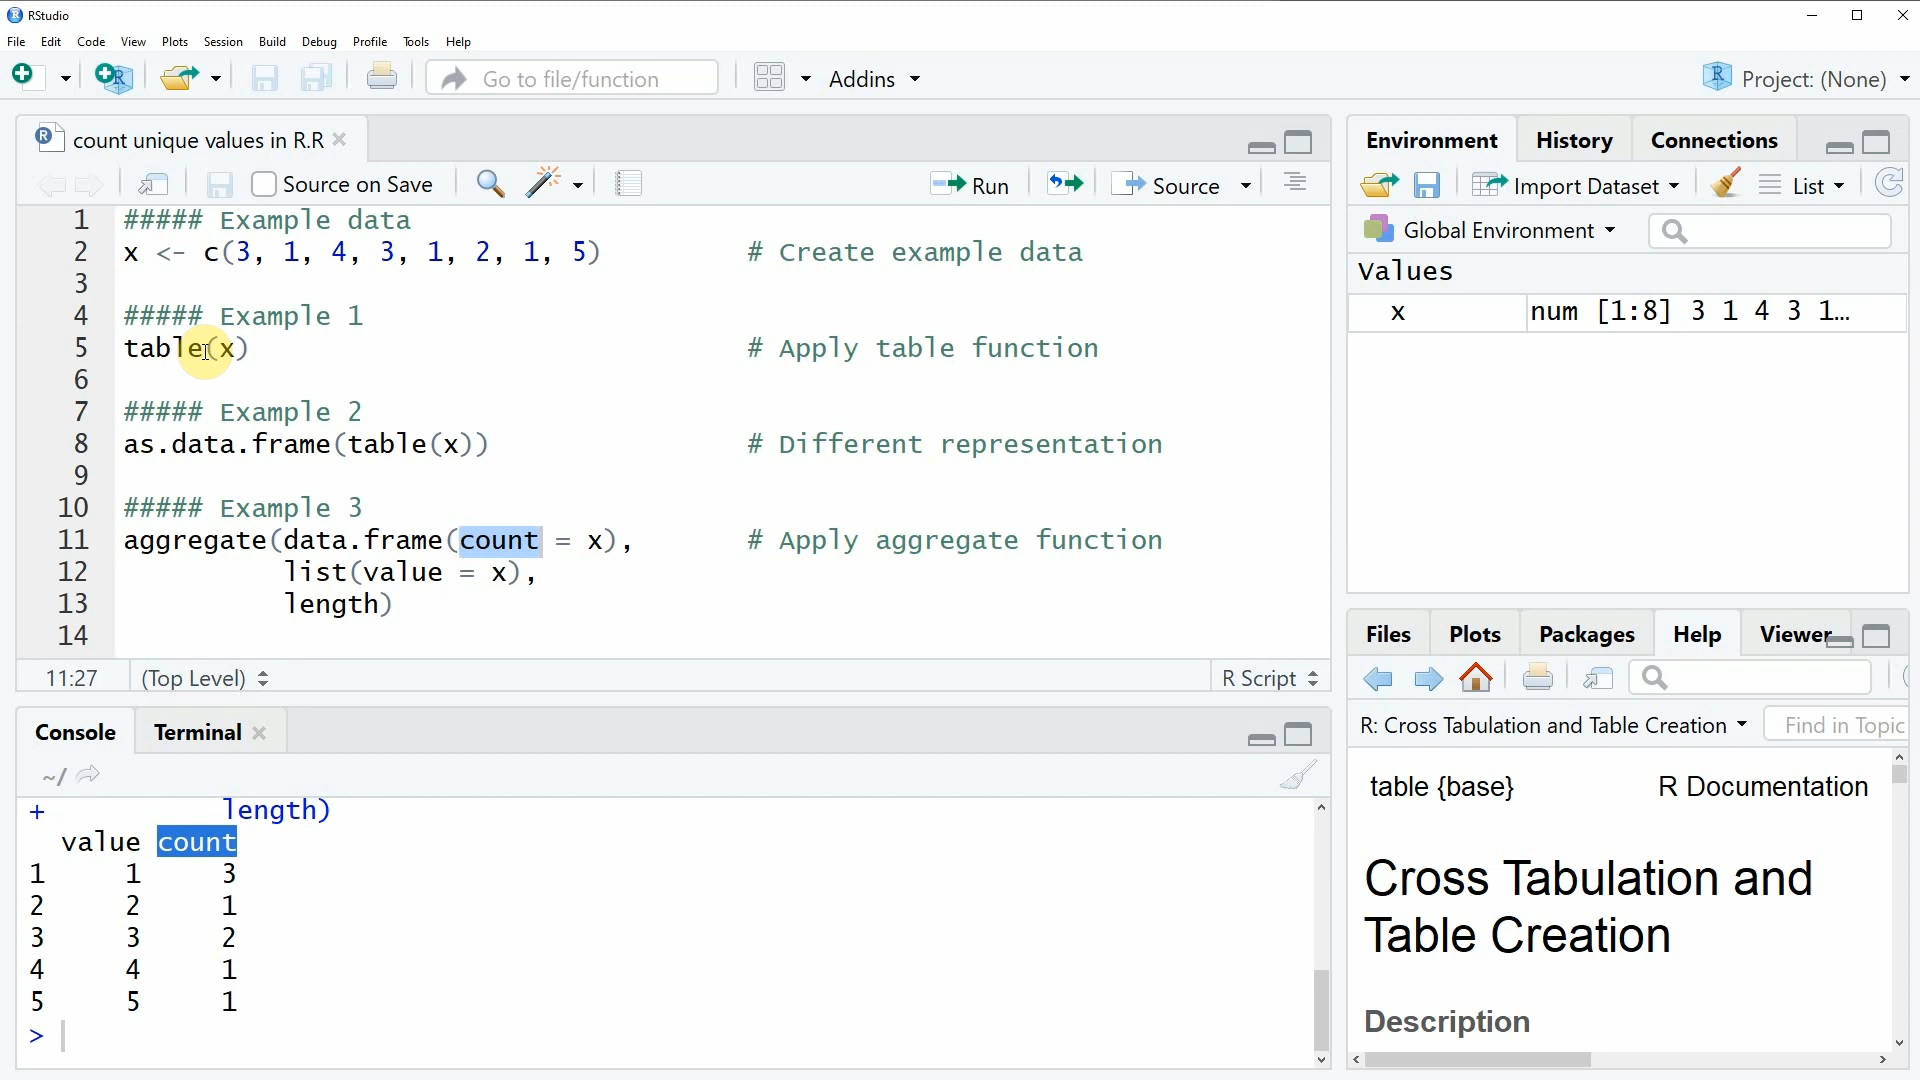 RStudio
File Edit Code View Plots Session Build Debug Profile Tools Help
Go to file/function Addins Project: (None)
count unique values in R.R
Source on Save Run Source
1 ##### Example data
2 x <- c(3, 1, 4, 3, 1, 2, 1, 5) # Create example data
3
4 ##### Example 1
5 table(x) # Apply table function
6
7 ##### Example 2
8 as.data.frame(table(x)) # Different representation
9
10 ##### Example 3
11 aggregate(data.frame(count = x), # Apply aggregate function
12 list(value = x),
13 length)
14
11:27 (Top Level) R Script
Console Terminal
~/
+ length)
value count
1 1 3
2 2 1
3 3 2
4 4 1
5 5 1
>
Environment History Connections
Import Dataset List
Global Environment
Values
x num [1:8] 3 1 4 3 1…
Files Plots Packages Help Viewer
R: Cross Tabulation and Table Creation Find in Topic
table {base} R Documentation
Cross Tabulation and
Table Creation
Description